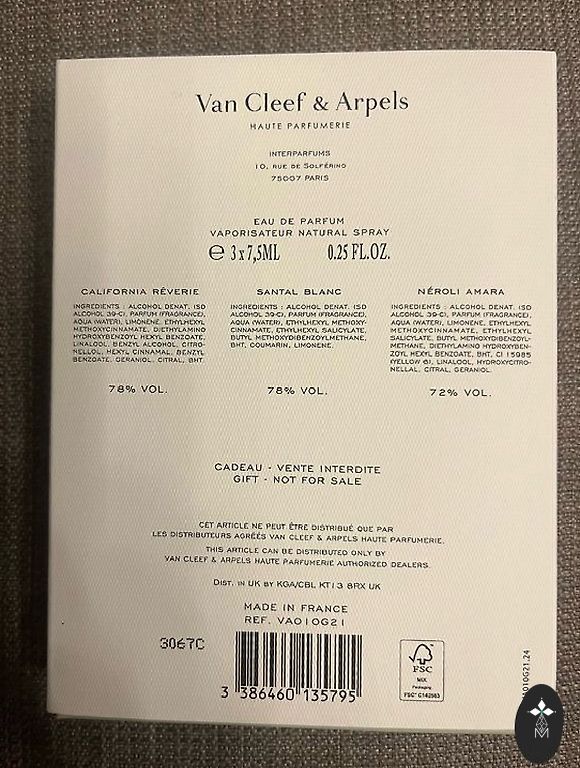 Van Cleef & Arpels
HAUTE PARFUMERIE
INTERPARFUMS
10, RUE DE SOLFÉRINO
75007 PARIS
EAU DE PARFUM
VAPORISATEUR NATURAL SPRAY
℮ 3 x 7,5ML 0.25 FL.OZ.
CALIFORNIA RÊVERIE
INGREDIENTS : ALCOHOL DENAT. (SD
ALCOHOL 39-C), PARFUM (FRAGRANCE),
AQUA (WATER), LIMONENE, ETHYLHEXYL
METHOXYCINNAMATE, DIETHYLAMINO
HYDROXYBENZOYL HEXYL BENZOATE,
LINALOOL, BENZYL ALCOHOL, CITRO-
NELLOL, HEXYL CINNAMAL, BENZYL
BENZOATE, GERANIOL, CITRAL, BHT.
78% VOL.
SANTAL BLANC
INGREDIENTS : ALCOHOL DENAT. (SD
ALCOHOL 39-C), PARFUM (FRAGRANCE),
AQUA (WATER), ETHYLHEXYL METHOXY-
CINNAMATE, ETHYLHEXYL SALICYLATE,
BUTYL METHOXYDIBENZOYLMETHANE,
BHT, COUMARIN, LIMONENE.
78% VOL.
NÉROLI AMARA
INGREDIENTS : ALCOHOL DENAT. (SD
ALCOHOL 39-C), PARFUM (FRAGRANCE),
AQUA (WATER), LIMONENE, ETHYLHEXYL
METHOXYCINNAMATE, ETHYLHEXYL
SALICYLATE, BUTYL METHOXYDIBENZOYL-
METHANE, DIETHYLAMINO HYDROXYBEN-
ZOYL HEXYL BENZOATE, BHT, CI 15985
(YELLOW 6), LINALOOL, HYDROXYCITRO-
NELLAL, CITRAL, GERANIOL.
72% VOL.
CADEAU - VENTE INTERDITE
GIFT - NOT FOR SALE
CET ARTICLE NE PEUT ÊTRE DISTRIBUÉ QUE PAR
LES DISTRIBUTEURS AGRÉÉS VAN CLEEF & ARPELS HAUTE PARFUMERIE.
THIS ARTICLE CAN BE DISTRIBUTED ONLY BY
VAN CLEEF & ARPELS HAUTE PARFUMERIE AUTHORIZED DEALERS.
DIST. IN UK BY KGA/CBL KT13 8RX UK
MADE IN FRANCE
REF. VA010G21
3067C
3 386460 135795
FSC
MIX
Packaging
FSC® C140983
A010G21.24
M